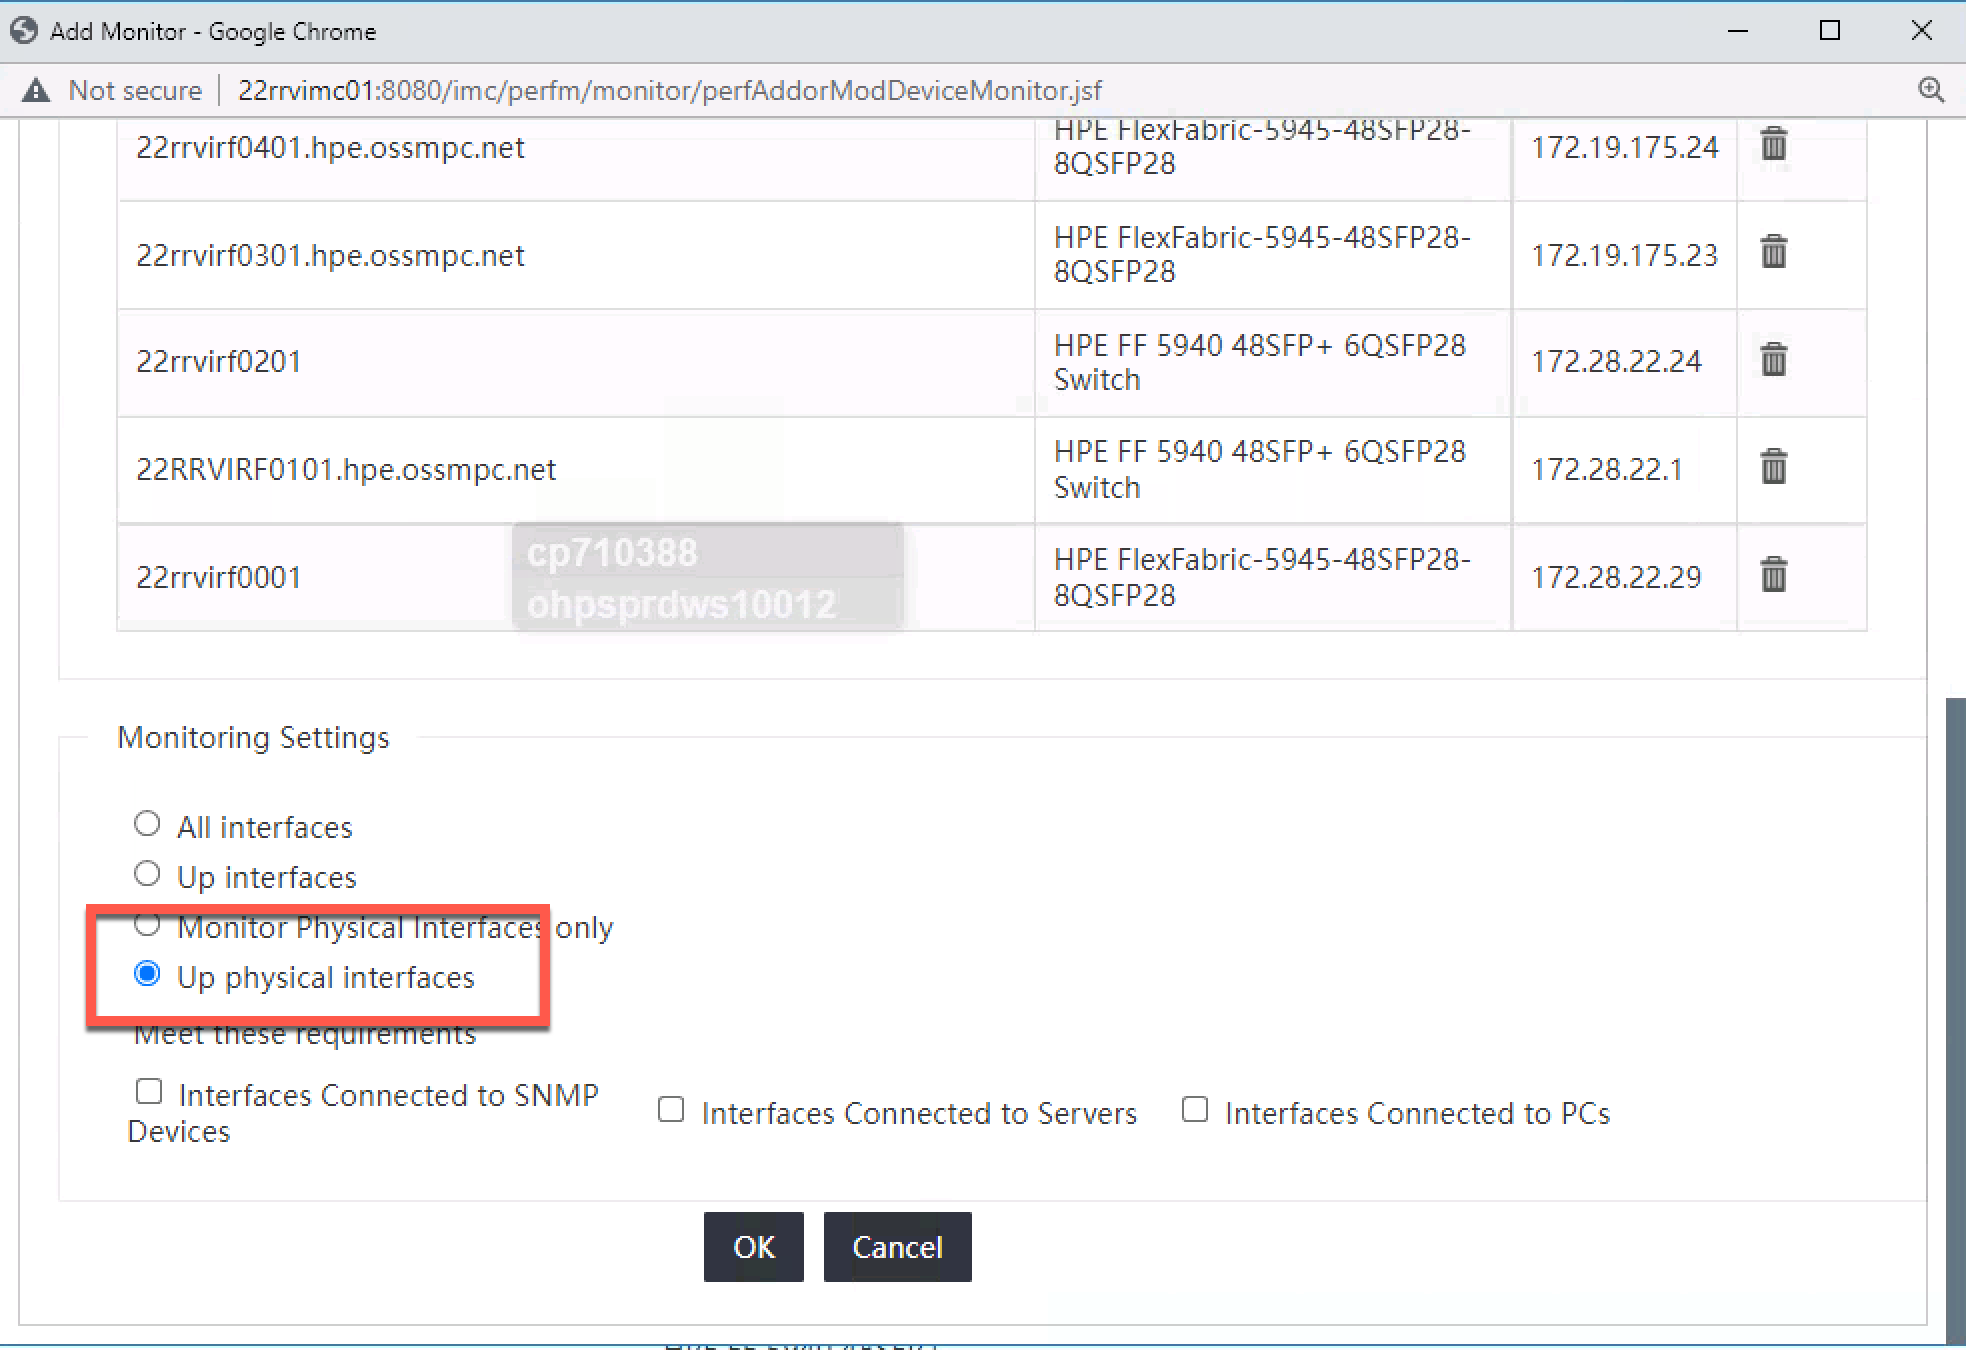 Add Monitor - Google Chrome
Not secure | 22rrvimc01:8080/imc/perfm/monitor/perfAddorModDeviceMonitor.jsf
22rrvirf0401.hpe.ossmpc.net
HPE FlexFabric-5945-48SFP28-
8QSFP28
172.19.175.24
22rrvirf0301.hpe.ossmpc.net
HPE FlexFabric-5945-48SFP28-
8QSFP28
172.19.175.23
22rrvirf0201
HPE FF 5940 48SFP+ 6QSFP28
Switch
172.28.22.24
22RRVIRF0101.hpe.ossmpc.net
HPE FF 5940 48SFP+ 6QSFP28
Switch
172.28.22.1
22rrvirf0001
cp710388
ohpsprdws10012
HPE FlexFabric-5945-48SFP28-
8QSFP28
172.28.22.29
Monitoring Settings
All interfaces
Up interfaces
Monitor Physical Interfaces only
Up physical interfaces
Meet these requirements
Interfaces Connected to SNMP
Devices
Interfaces Connected to Servers
Interfaces Connected to PCs
OK
Cancel